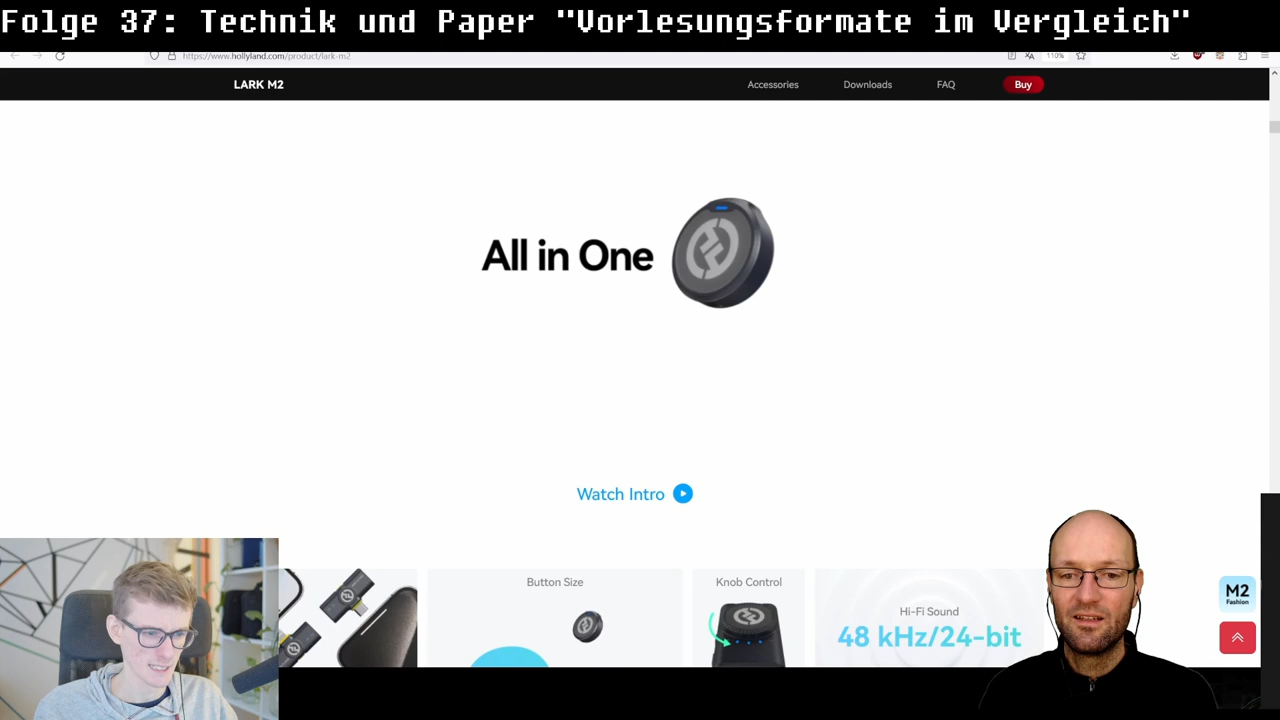 Folge 37: Technik und Paper "Vorlesungsformate im Vergleich"
https://www.hollyland.com/product/lark-m2
110%
LARK M2
Accessories
Downloads
FAQ
Buy
All in One
Watch Intro
Button Size
Knob Control
Hi-Fi Sound
48 kHz/24-bit
M2
Fashion